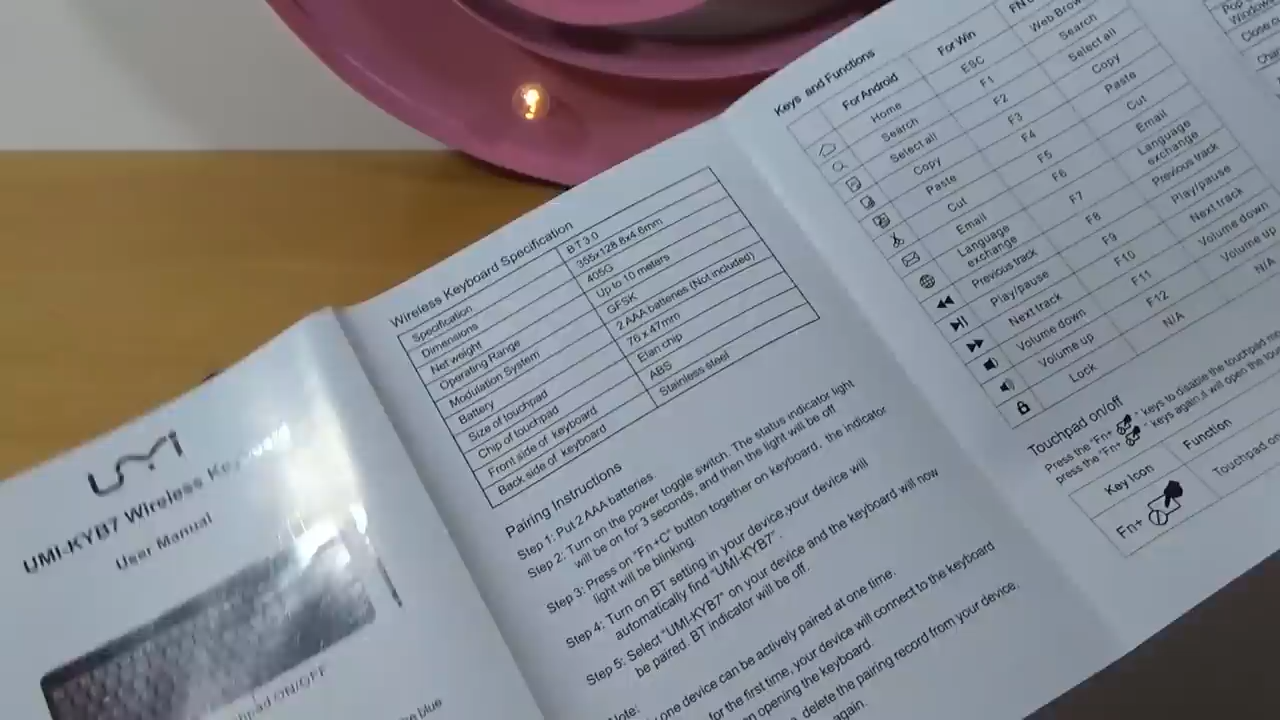 UMI
UMI-KYB7 Wireless
User Manual
ON/OFF
blue
Wireless Keyboard Specification
Specification BT 3.0
Dimensions 355x128.6x4.6mm
Net weight 405G
Operating Range Up to 10 meters
Modulation System GFSK
Battery 2 AAA batteries (Not included)
Size of touchpad 76 x 47mm
Chip of touchpad Elan chip
Front side of keyboard ABS
Back side of keyboard Stainless steel
Pairing Instructions
Step 1: Put 2 AAA batteries.
Step 2: Turn on the power toggle switch. The status indicator light
will be on for 3 seconds, and then the light will be off
Step 3: Press on "Fn+C" button together on keyboard, the indicator
light will be blinking.
Step 4: Turn on BT setting in your device,your device will
automatically find "UMI-KYB7".
Step 5: Select "UMI-KYB7" on your device and the keyboard will now
be paired. BT indicator will be off.
Note:
one device can be actively paired at one time.
for the first time, your device will connect to the keyboard
opening the keyboard.
delete the pairing record from your device,
again.
Keys and Functions
For Android For Win
Home ESC Web
Search F1 Search
Select all F2 Select all
Copy F3 Copy
Paste F4 Paste
Cut F5 Cut
Email F6 Email
Language exchange F7 Language exchange
Previous track F8 Previous track
Play/pause F9 Play/pause
Next track F10 Next track
Volume down F11 Volume down
Volume up F12 Volume up
Lock N/A N/A
Touchpad on/off
Press the "Fn+ " keys to disable the touchpad
press the "Fn+ " keys again,it will open the
Key Icon Function
Fn+ Touchpad